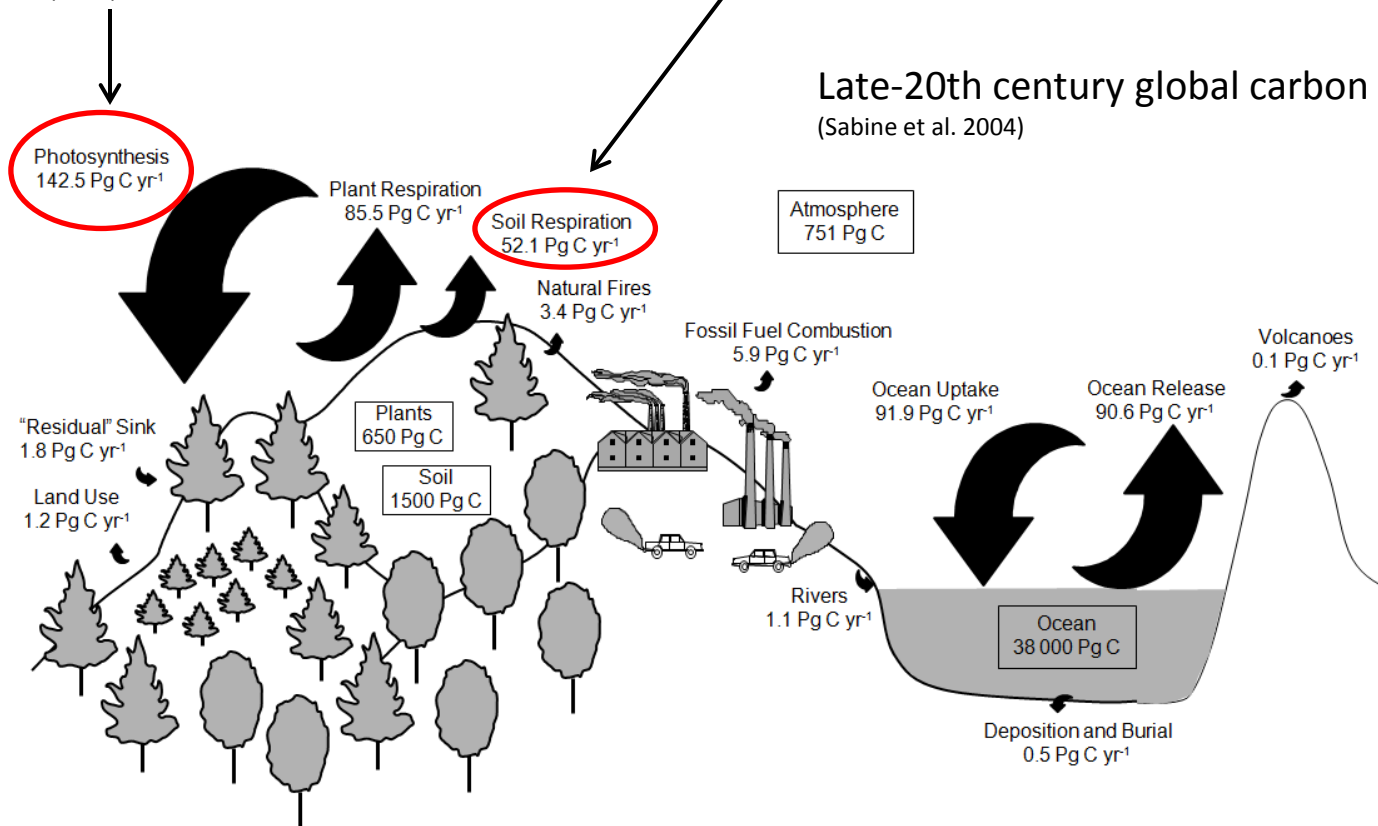 Late-20th century global carbon
(Sabine et al. 2004)
Photosynthesis
142.5 Pg C yr⁻¹
Plant Respiration
85.5 Pg C yr⁻¹
Soil Respiration
52.1 Pg C yr⁻¹
Atmosphere
751 Pg C
Natural Fires
3.4 Pg C yr⁻¹
Fossil Fuel Combustion
5.9 Pg C yr⁻¹
Volcanoes
0.1 Pg C yr⁻¹
Ocean Uptake
91.9 Pg C yr⁻¹
Ocean Release
90.6 Pg C yr⁻¹
"Residual" Sink
1.8 Pg C yr⁻¹
Plants
650 Pg C
Soil
1500 Pg C
Land Use
1.2 Pg C yr⁻¹
Rivers
1.1 Pg C yr⁻¹
Ocean
38 000 Pg C
Deposition and Burial
0.5 Pg C yr⁻¹